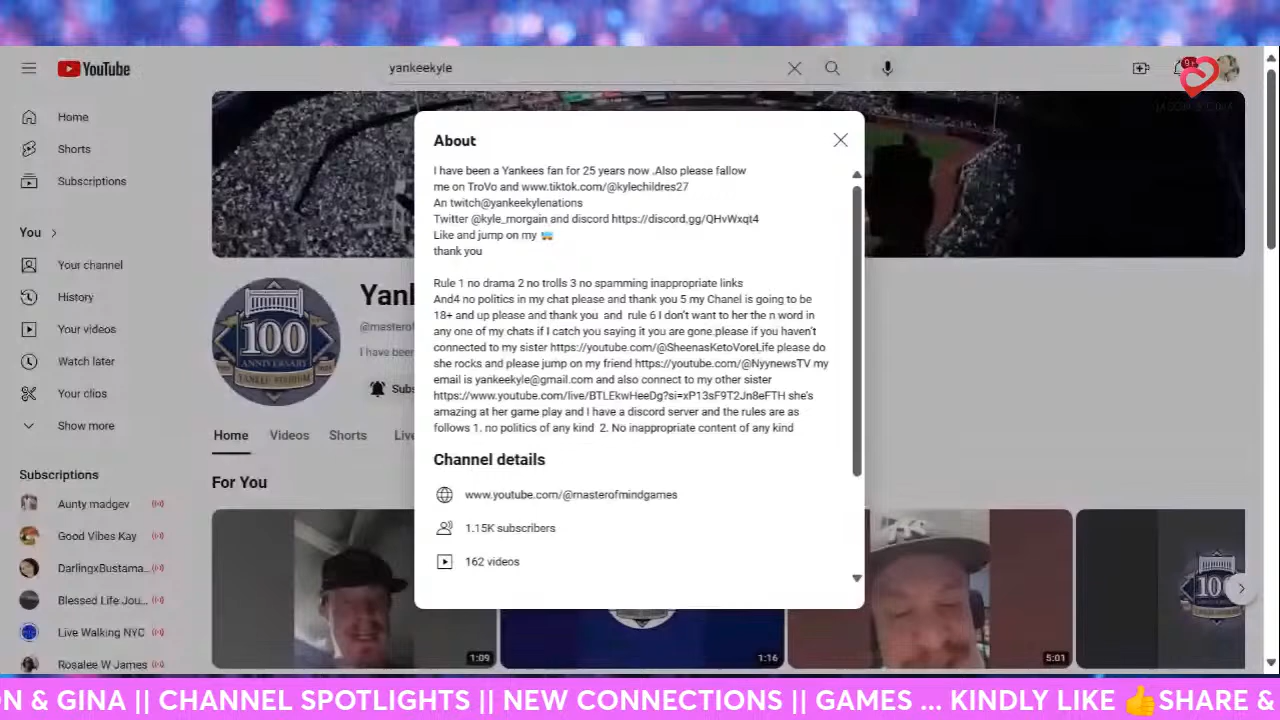 YouTube
yankeekyle
9+
Home
Shorts
Subscriptions
You
Your channel
History
Your videos
Watch later
Your clips
Show more
Subscriptions
Aunty madgev
Good Vibes Kay
DarlingxBustama...
Blessed Life Jou...
Live Walking NYC
Rosalee W James
100
ANNIVERSARY
YANKEE STADIUM
Yank
@masterof
I have been
Subs
Home
Videos
Shorts
Live
For You
About
I have been a Yankees fan for 25 years now .Also please fallow
me on TroVo and www.tiktok.com/@kylechildres27
An twitch@yankeekylenations
Twitter @kyle_morgain and discord https://discord.gg/QHvWxqt4
Like and jump on my 🚌
thank you
Rule 1 no drama 2 no trolls 3 no spamming inappropriate links
And4 no politics in my chat please and thank you 5 my Chanel is going to be
18+ and up please and thank you and rule 6 I don't want to her the n word in
any one of my chats if I catch you saying it you are gone.please if you haven't
connected to my sister https://youtube.com/@SheenasKetoVoreLife please do
she rocks and please jump on my friend https://youtube.com/@NyynewsTV my
email is yankeekyle@gmail.com and also connect to my other sister
https://www.youtube.com/live/BTLEkwHeeDg?si=xP13sF9T2Jn8eFTH she's
amazing at her game play and I have a discord server and the rules are as
follows 1. no politics of any kind 2. No inappropriate content of any kind
Channel details
www.youtube.com/@masterofmindgames
1.15K subscribers
162 videos
1:09
1:16
5:01
ON & GINA || CHANNEL SPOTLIGHTS || NEW CONNECTIONS || GAMES ... KINDLY LIKE 👍SHARE &